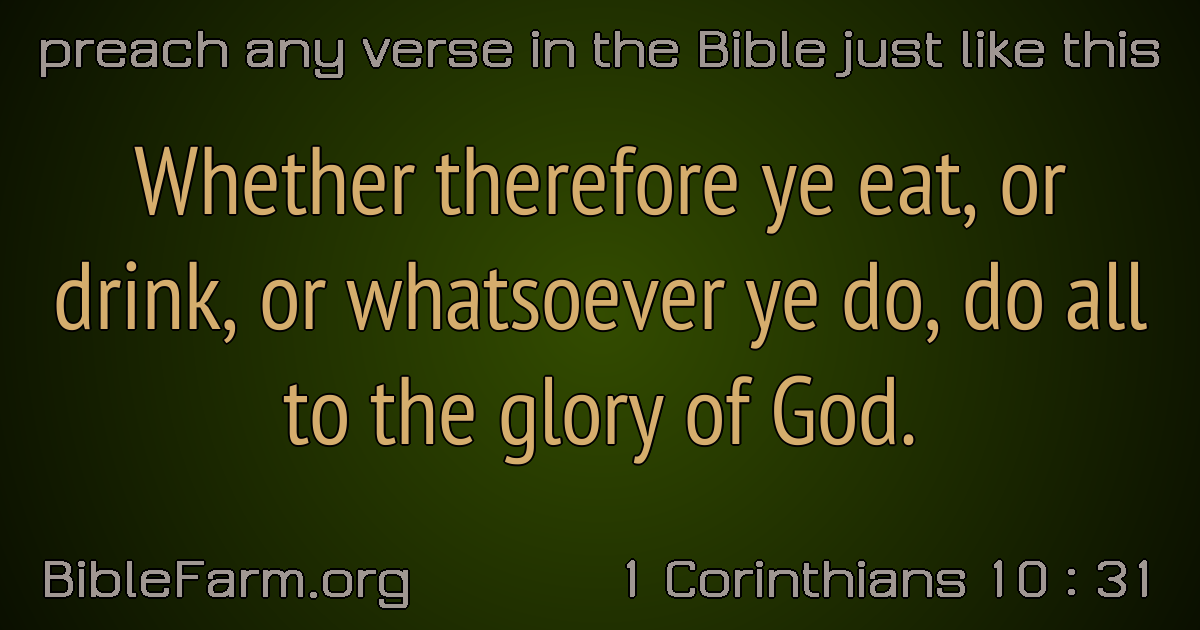 preach any verse in the Bible just like this
Whether therefore ye eat, or
drink, or whatsoever ye do, do all
to the glory of God.
BibleFarm.org
1 Corinthians 10 : 31